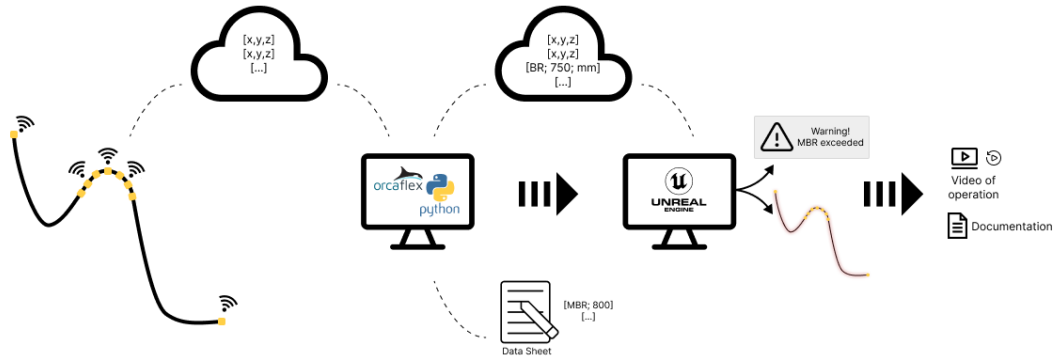 [x,y,z]
[x,y,z]
[...]
[x,y,z]
[x,y,z]
[BR; 750; mm]
[...]
Warning!
MBR exceeded
orcaflex
python
UNREAL
ENGINE
Video of
operation
Documentation
[MBR; 800]
[...]
Data Sheet